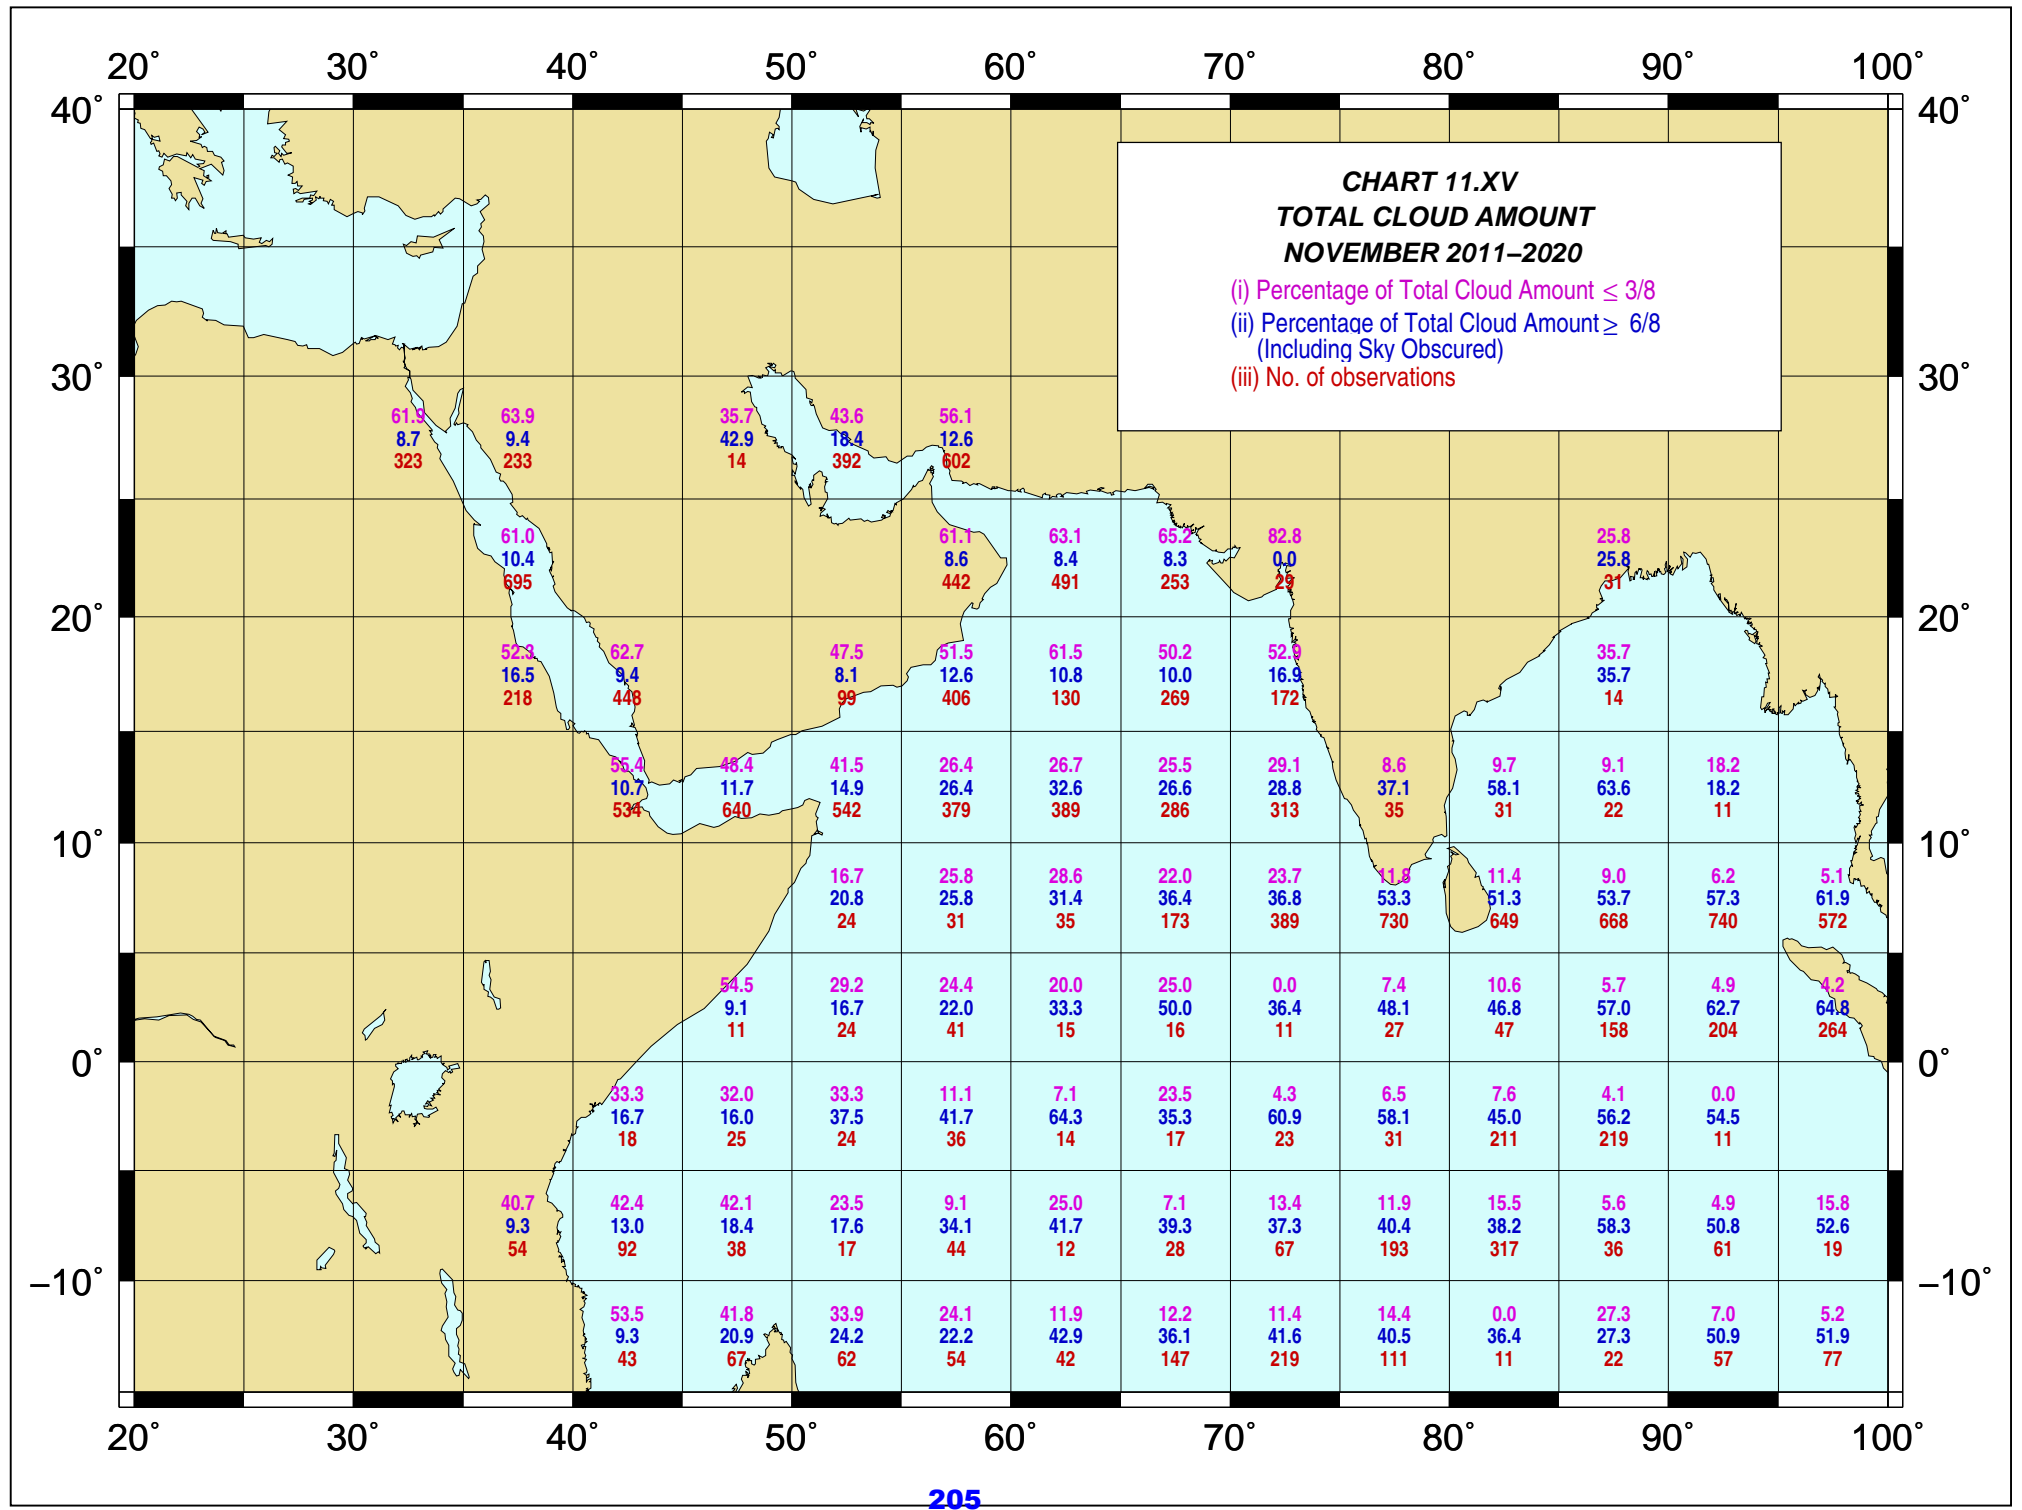 20° 30° 40° 50° 60° 70° 80° 90° 100°
40° 40°
CHART 11.XV
TOTAL CLOUD AMOUNT
NOVEMBER 2011–2020
(i) Percentage of Total Cloud Amount ≤ 3/8
(ii) Percentage of Total Cloud Amount ≥ 6/8
(Including Sky Obscured)
(iii) No. of observations
30° 30°
61.9 63.9 35.7 43.6 56.1
8.7 9.4 42.9 18.4 12.6
323 233 14 392 602
61.0 61.1 63.1 65.2 82.8 25.8
10.4 8.6 8.4 8.3 0.0 25.8
695 442 491 253 29 31
20° 20°
52.3 62.7 47.5 51.5 61.5 50.2 52.9 35.7
16.5 9.4 8.1 12.6 10.8 10.0 16.9 35.7
218 448 99 406 130 269 172 14
55.4 48.4 41.5 26.4 26.7 25.5 29.1 8.6 9.7 9.1 18.2
10.7 11.7 14.9 26.4 32.6 26.6 28.8 37.1 58.1 63.6 18.2
534 640 542 379 389 286 313 35 31 22 11
10° 10°
16.7 25.8 28.6 22.0 23.7 11.8 11.4 9.0 6.2 5.1
20.8 25.8 31.4 36.4 36.8 53.3 51.3 53.7 57.3 61.9
24 31 35 173 389 730 649 668 740 572
54.5 29.2 24.4 20.0 25.0 0.0 7.4 10.6 5.7 4.9 4.2
9.1 16.7 22.0 33.3 50.0 36.4 48.1 46.8 57.0 62.7 64.8
11 24 41 15 16 11 27 47 158 204 264
0° 0°
33.3 32.0 33.3 11.1 7.1 23.5 4.3 6.5 7.6 4.1 0.0
16.7 16.0 37.5 41.7 64.3 35.3 60.9 58.1 45.0 56.2 54.5
18 25 24 36 14 17 23 31 211 219 11
40.7 42.4 42.1 23.5 9.1 25.0 7.1 13.4 11.9 15.5 5.6 4.9 15.8
9.3 13.0 18.4 17.6 34.1 41.7 39.3 37.3 40.4 38.2 58.3 50.8 52.6
54 92 38 17 44 12 28 67 193 317 36 61 19
−10° −10°
53.5 41.8 33.9 24.1 11.9 12.2 11.4 14.4 0.0 27.3 7.0 5.2
9.3 20.9 24.2 22.2 42.9 36.1 41.6 40.5 36.4 27.3 50.9 51.9
43 67 62 54 42 147 219 111 11 22 57 77
20° 30° 40° 50° 60° 70° 80° 90° 100°
205